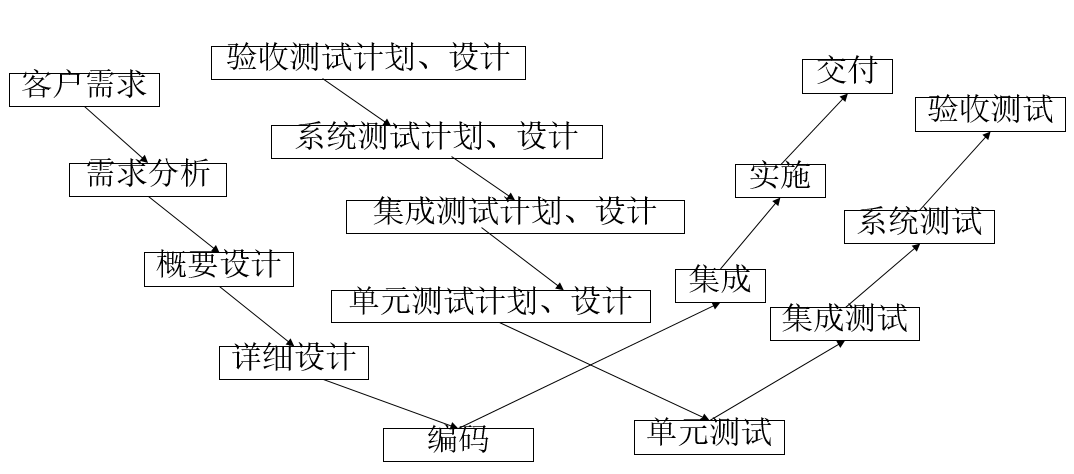 验收测试计划、设计
交付
客户需求
验收测试
系统测试计划、设计
需求分析
实施
集成测试计划、设计
系统测试
概要设计
集成
单元测试计划、设计
集成测试
详细设计
编码
单元测试